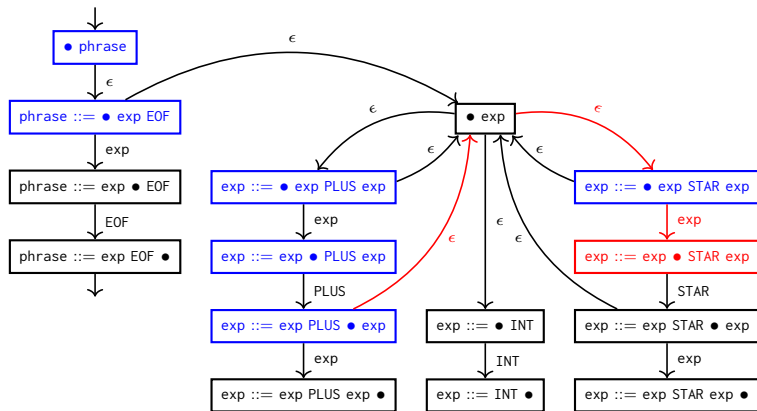 ● phrase
ϵ
ϵ
phrase ::= ● exp EOF
● exp
ϵ
ϵ
exp
ϵ
ϵ
phrase ::= exp ● EOF
exp ::= ● exp PLUS exp
exp ::= ● exp STAR exp
EOF
exp
ϵ
exp
ϵ
ϵ
phrase ::= exp EOF ●
exp ::= exp ● PLUS exp
exp ::= exp ● STAR exp
PLUS
STAR
exp ::= exp PLUS ● exp
exp ::= ● INT
exp ::= exp STAR ● exp
exp
INT
exp
exp ::= exp PLUS exp ●
exp ::= INT ●
exp ::= exp STAR exp ●